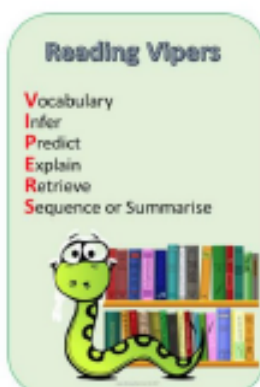 Reading Vipers
Vocabulary
Infer
Predict
Explain
Retrieve
Sequence or Summarise